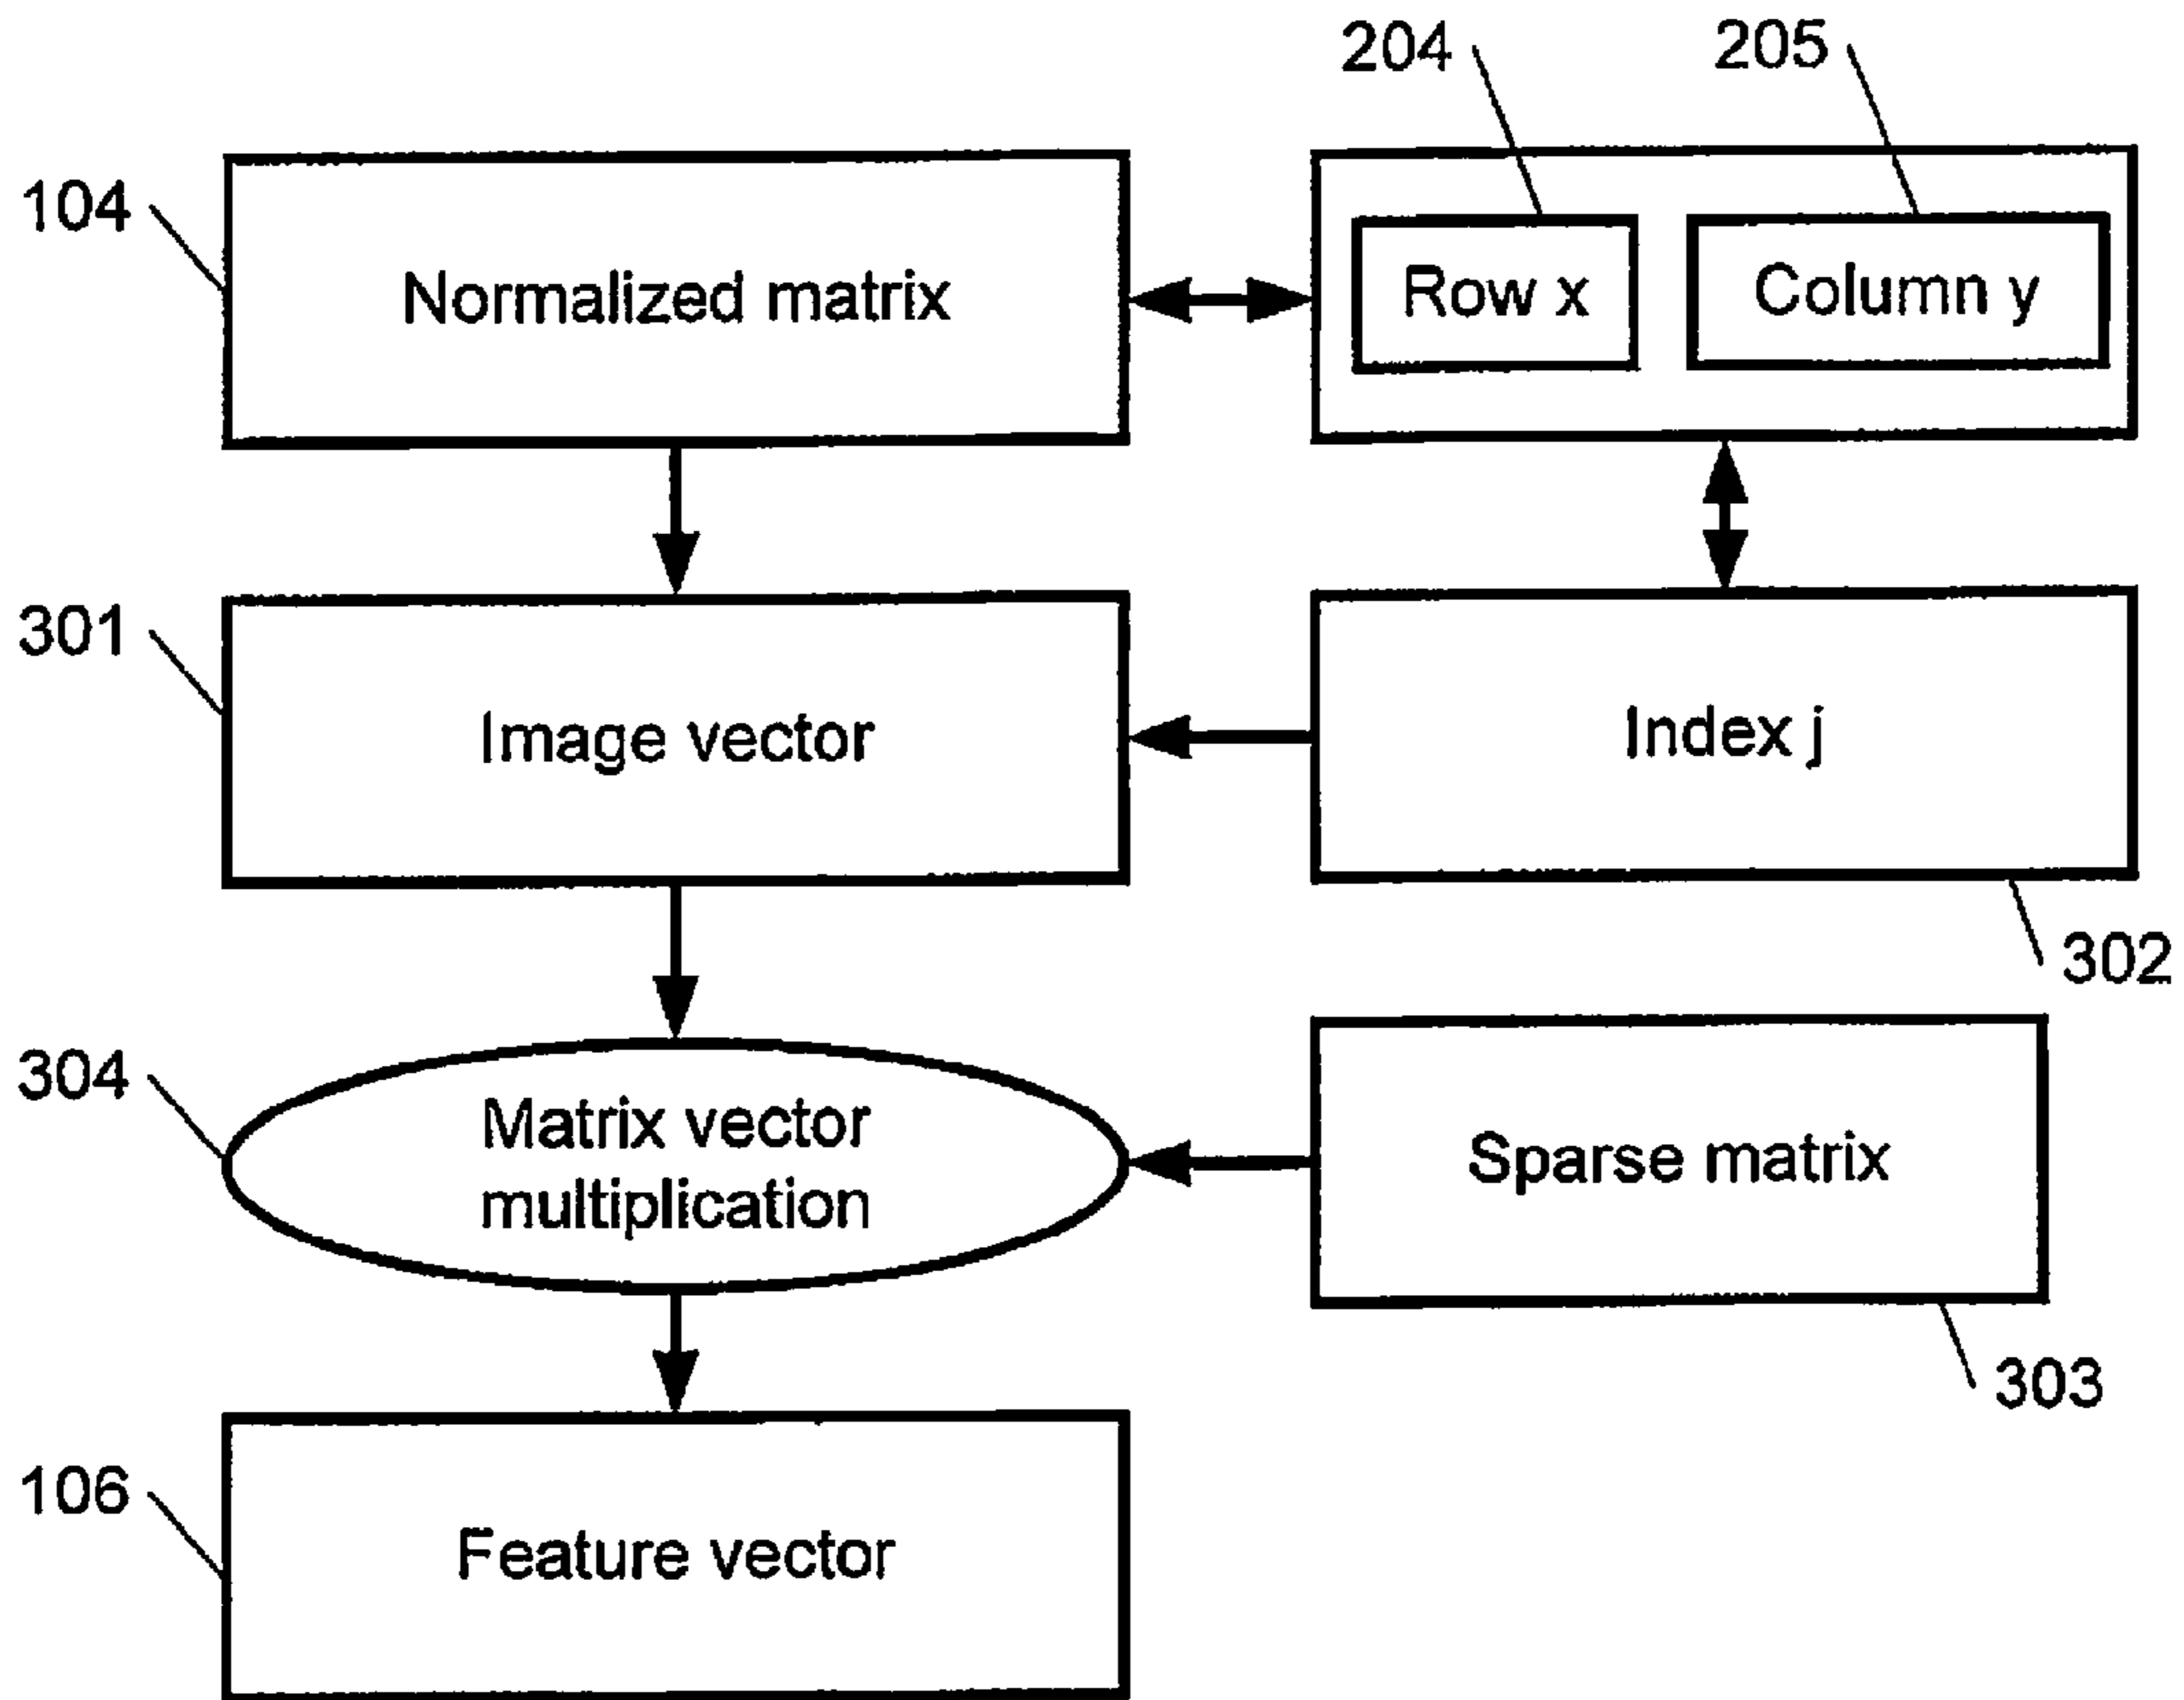 204
205
104
Normalized matrix
Row x
Column y
301
Image vector
Index j
302
304
Matrix vector
multiplication
Sparse matrix
303
106
Feature vector